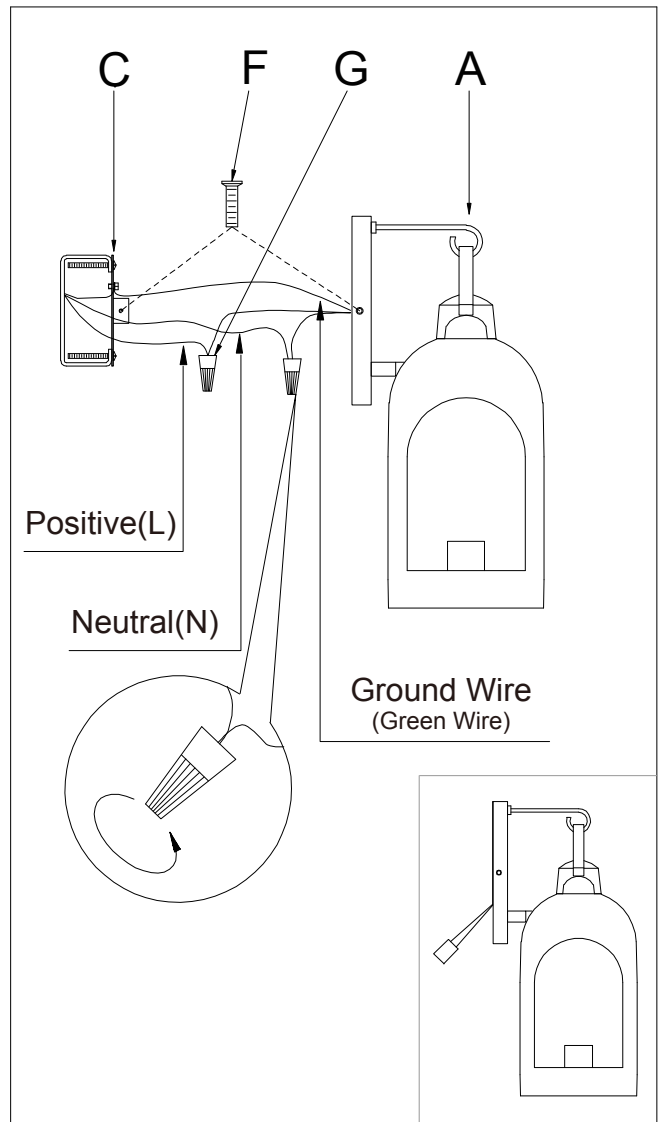 C F G A
Positive(L)
Neutral(N)
Ground Wire
(Green Wire)